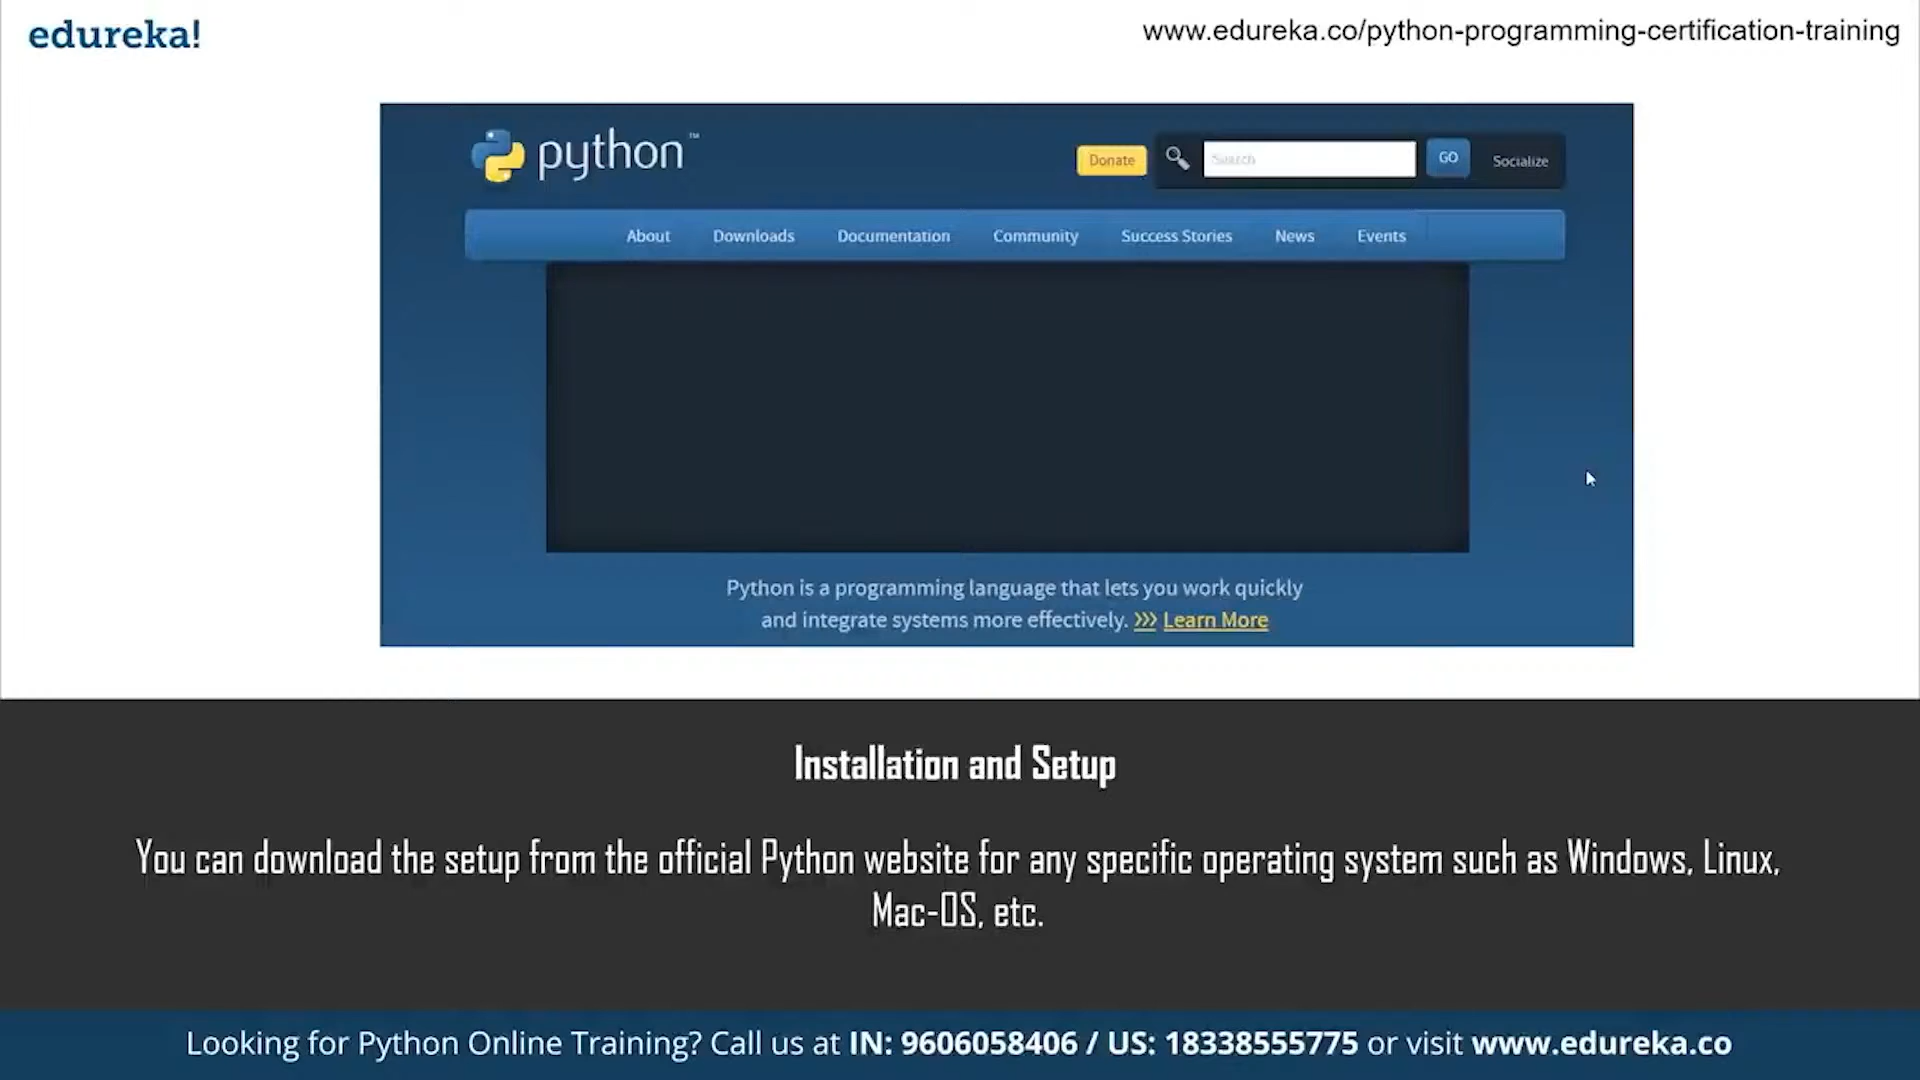 edureka!
www.edureka.co/python-programming-certification-training
python™
Donate
Search
GO
Socialize
About
Downloads
Documentation
Community
Success Stories
News
Events
Python is a programming language that lets you work quickly
and integrate systems more effectively. >>> Learn More
Installation and Setup
You can download the setup from the official Python website for any specific operating system such as Windows, Linux,
Mac-OS, etc.
Looking for Python Online Training? Call us at IN: 9606058406 / US: 18338555775 or visit www.edureka.co